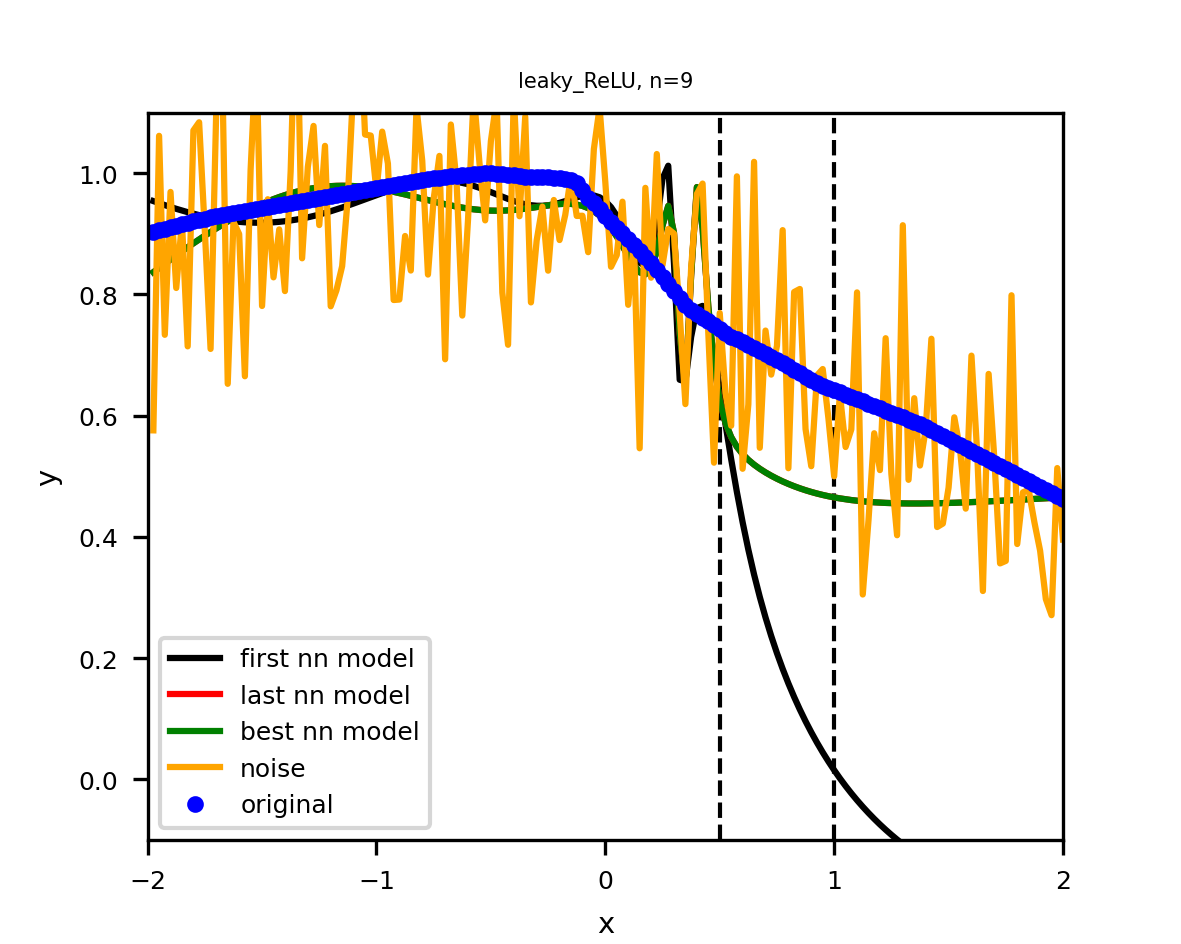 leaky_ReLU, n=9
y
1.0
0.8
0.6
0.4
0.2
0.0
first nn model
last nn model
best nn model
noise
original
−2
−1
0
1
2
x